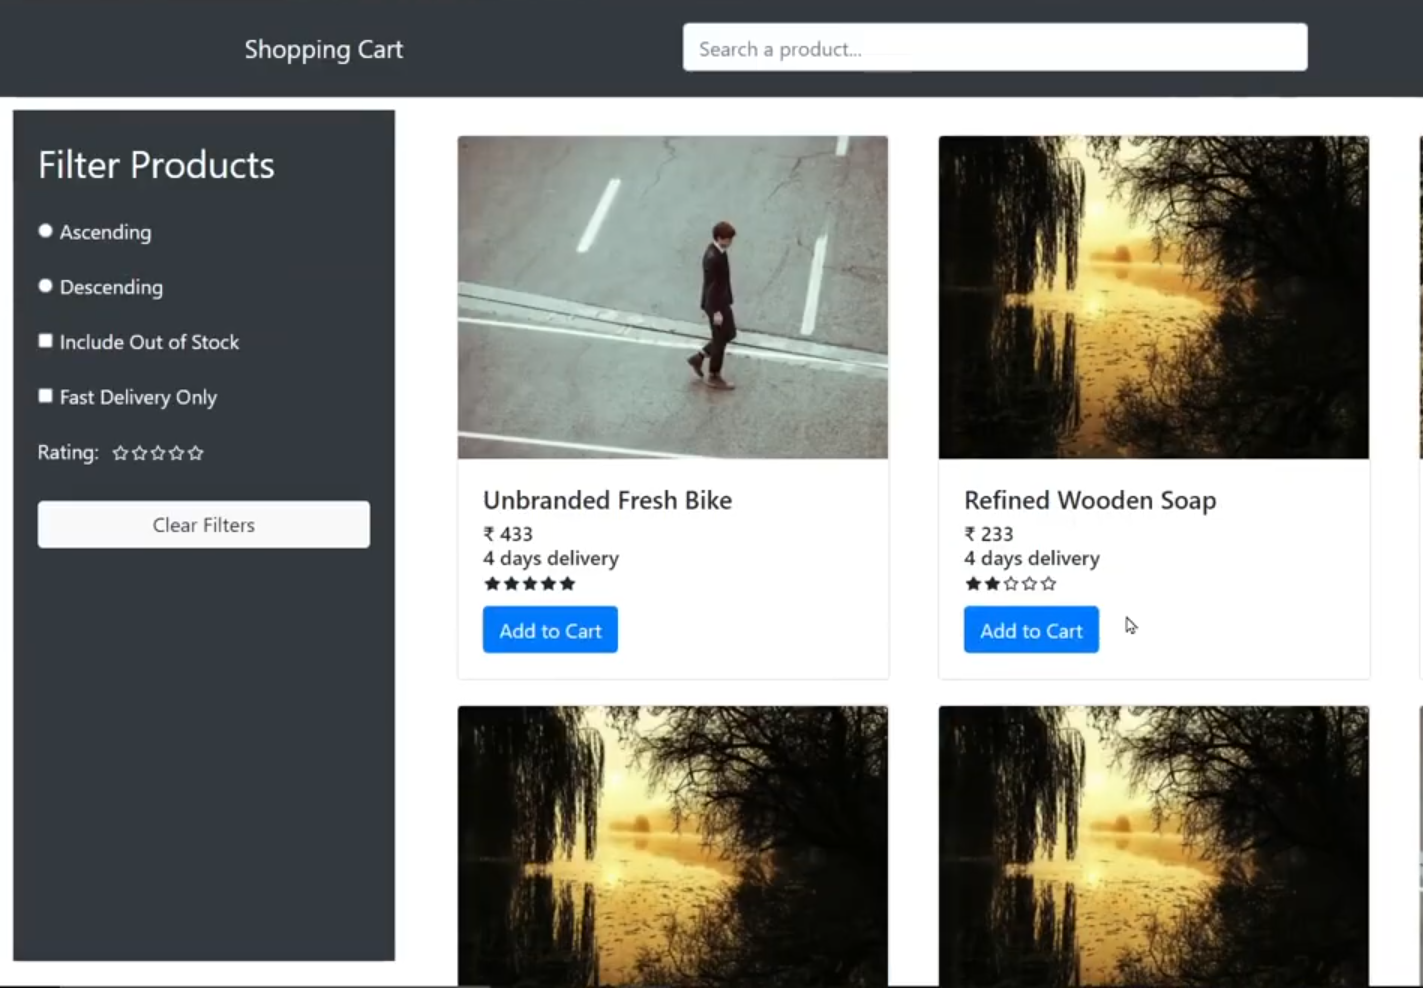 Shopping Cart
Search a product...
Filter Products
Ascending
Descending
Include Out of Stock
Fast Delivery Only
Rating:
Clear Filters
Unbranded Fresh Bike
₹ 433
4 days delivery
Add to Cart
Refined Wooden Soap
₹ 233
4 days delivery
Add to Cart